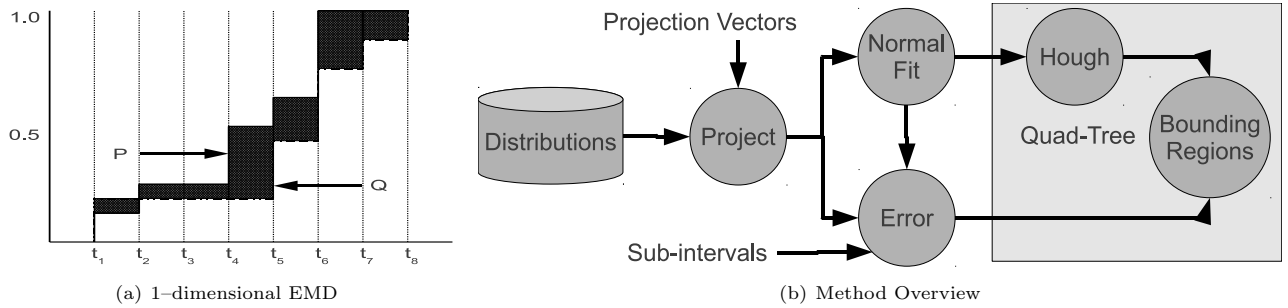 1.0
0.5
P
Q
t1 t2 t3 t4 t5 t6 t7 t8
(a) 1–dimensional EMD
Projection Vectors
Distributions
Project
Normal
Fit
Error
Sub-intervals
Hough
Quad-Tree
Bounding
Regions
(b) Method Overview